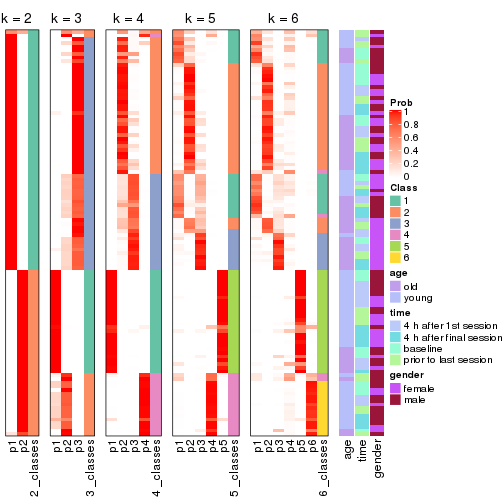 k = 2
k = 3
k = 4
k = 5
k = 6
Prob
1
0.8
0.6
0.4
0.2
0
Class
1
2
3
4
5
6
age
old
young
time
4 h after 1st session
4 h after final session
baseline
prior to last session
gender
female
male
p1
p2
2_classes
p1
p2
p3
3_classes
p1
p2
p3
p4
4_classes
p1
p2
p3
p4
p5
5_classes
p1
p2
p3
p4
p5
p6
6_classes
age
time
gender